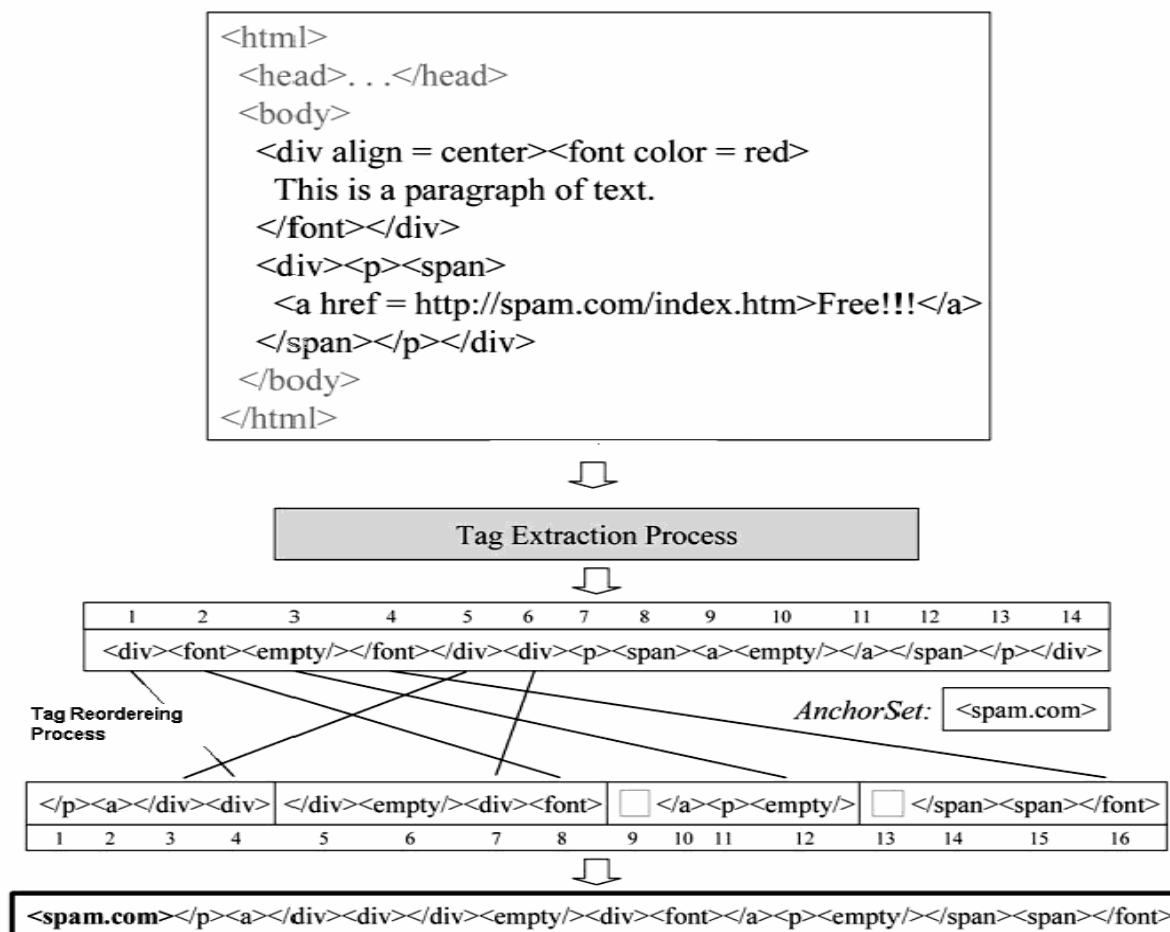 <html>
<head>. . .</head>
<body>
<div align = center><font color = red>
This is a paragraph of text.
</font></div>
<div><p><span>
<a href = http://spam.com/index.htm>Free!!!</a>
</span></p></div>
</body>
</html>
Tag Extraction Process
1 2 3 4 5 6 7 8 9 10 11 12 13 14
<div><font><empty/></font></div><div><p><span><a><empty/></a></span></p></div>
Tag Reordereing
Process
AnchorSet: <spam.com>
</p><a></div><div> </div><empty/><div><font> </a><p><empty/> </span><span></font>
1 2 3 4 5 6 7 8 9 10 11 12 13 14 15 16
<spam.com></p><a></div><div></div><empty/><div><font></a><p><empty/></span><span></font>